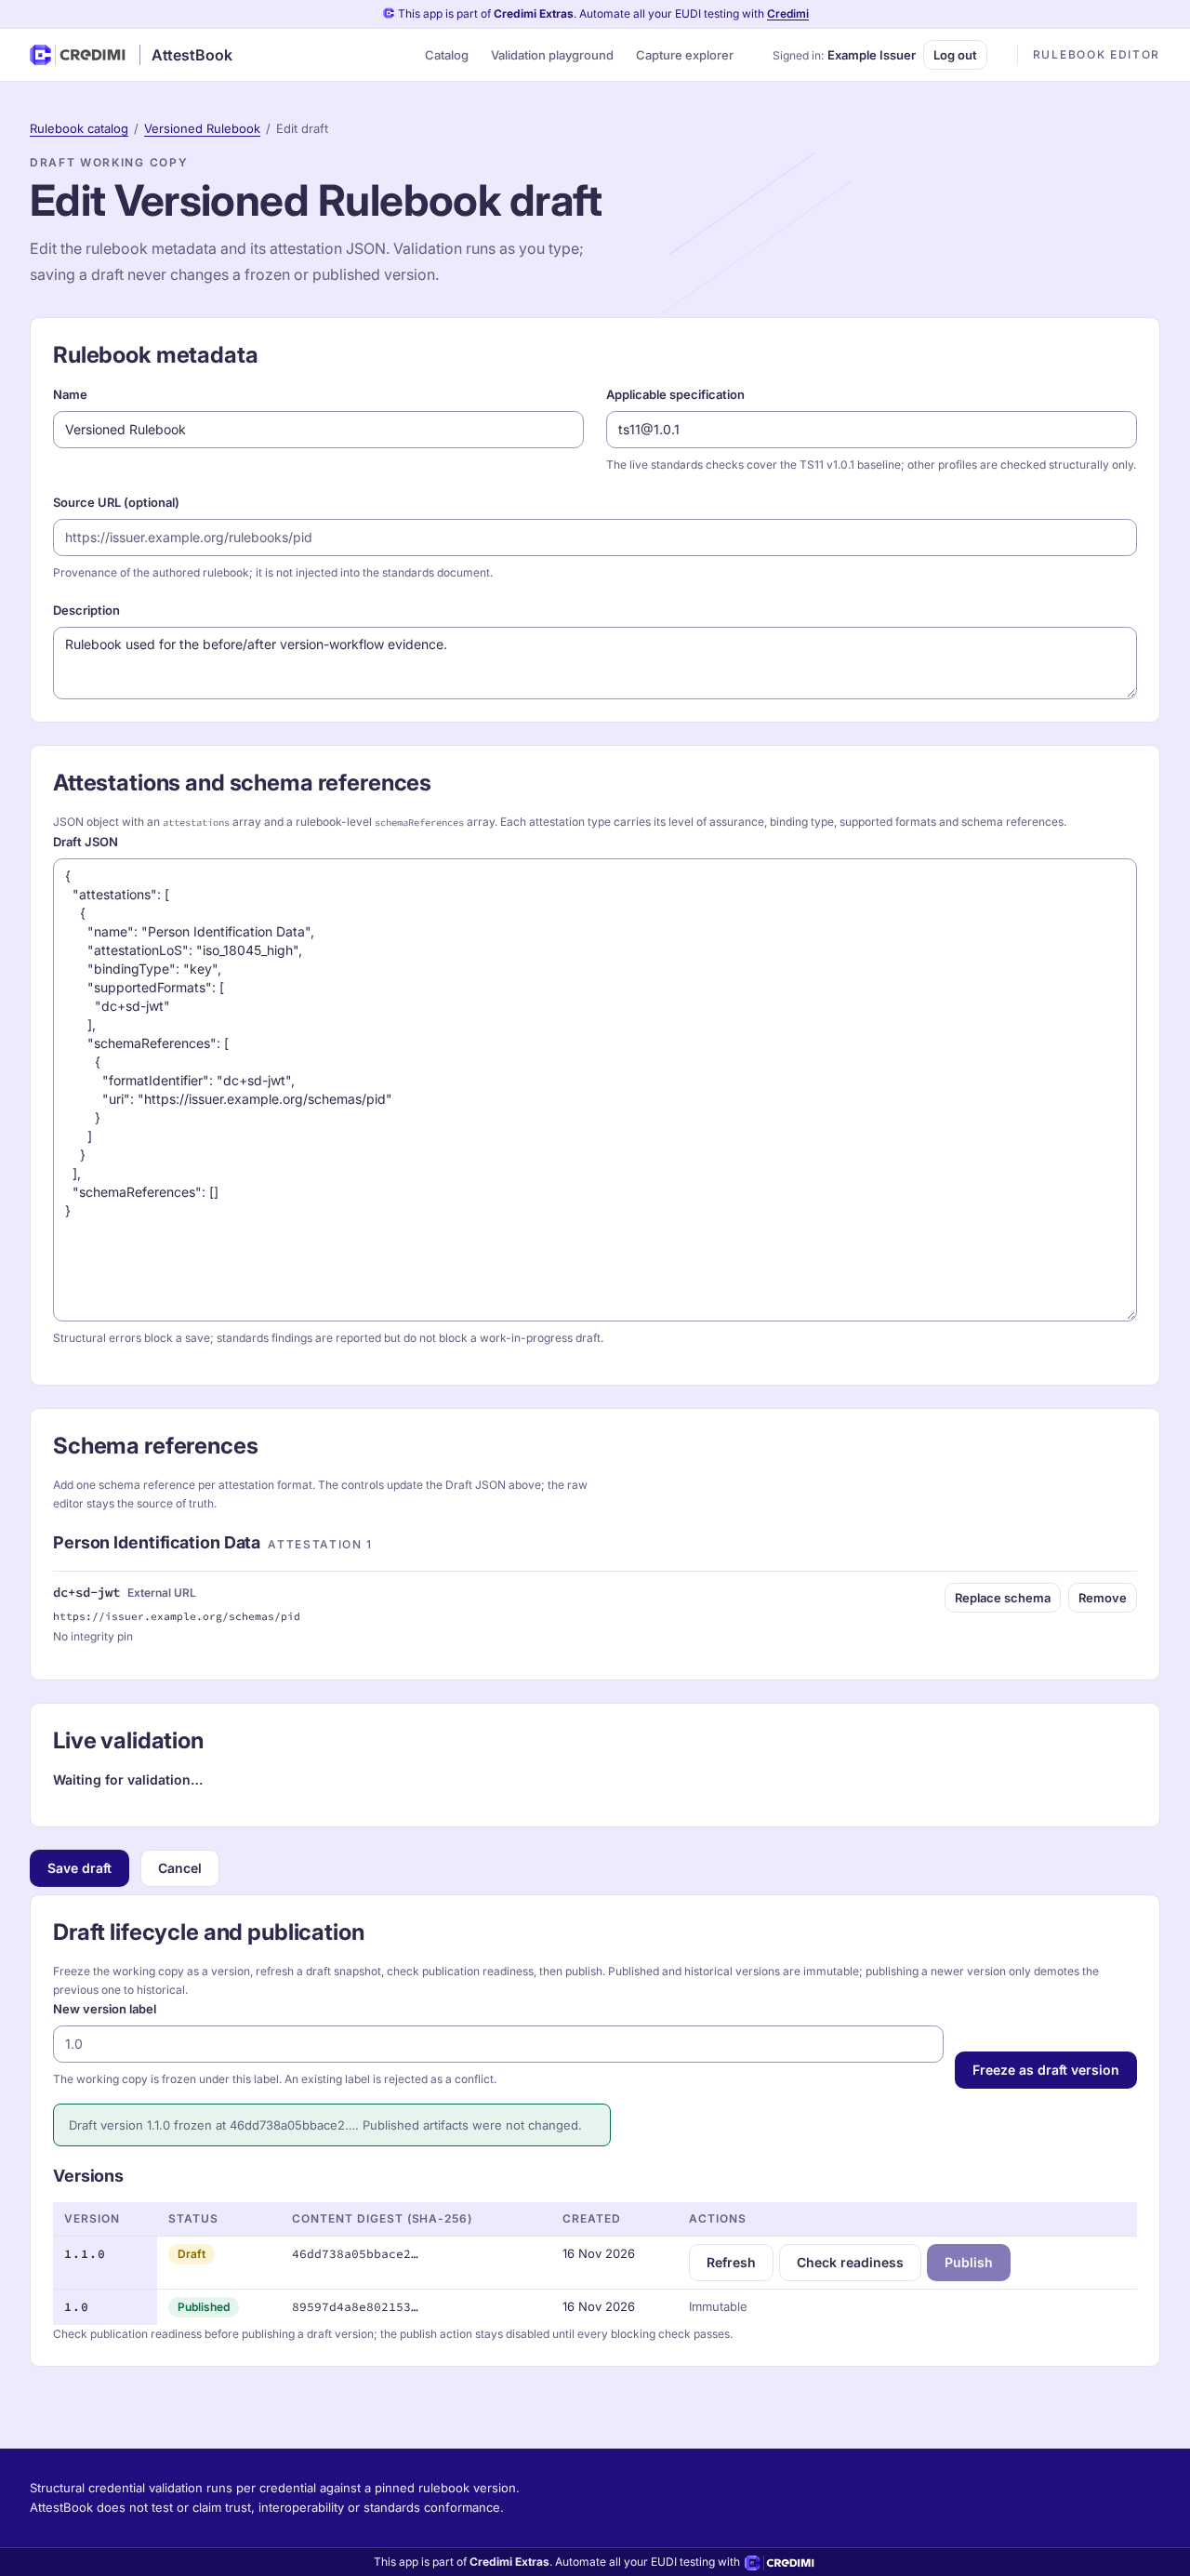 This app is part of Credimi Extras. Automate all your EUDI testing with Credimi
CREDIMI AttestBook
Catalog Validation playground Capture explorer Signed in: Example Issuer Log out RULEBOOK EDITOR
Rulebook catalog / Versioned Rulebook / Edit draft
DRAFT WORKING COPY
Edit Versioned Rulebook draft
Edit the rulebook metadata and its attestation JSON. Validation runs as you type;
saving a draft never changes a frozen or published version.
Rulebook metadata
Name
Versioned Rulebook
Applicable specification
ts11@1.0.1
The live standards checks cover the TS11 v1.0.1 baseline; other profiles are checked structurally only.
Source URL (optional)
https://issuer.example.org/rulebooks/pid
Provenance of the authored rulebook; it is not injected into the standards document.
Description
Rulebook used for the before/after version-workflow evidence.
Attestations and schema references
JSON object with an attestations array and a rulebook-level schemaReferences array. Each attestation type carries its level of assurance, binding type, supported formats and schema references.
Draft JSON
{
"attestations": [
{
"name": "Person Identification Data",
"attestationLoS": "iso_18045_high",
"bindingType": "key",
"supportedFormats": [
"dc+sd-jwt"
],
"schemaReferences": [
{
"formatIdentifier": "dc+sd-jwt",
"uri": "https://issuer.example.org/schemas/pid"
}
]
}
],
"schemaReferences": []
}
Structural errors block a save; standards findings are reported but do not block a work-in-progress draft.
Schema references
Add one schema reference per attestation format. The controls update the Draft JSON above; the raw
editor stays the source of truth.
Person Identification Data ATTESTATION 1
dc+sd-jwt External URL
https://issuer.example.org/schemas/pid
No integrity pin
Replace schema Remove
Live validation
Waiting for validation…
Save draft Cancel
Draft lifecycle and publication
Freeze the working copy as a version, refresh a draft snapshot, check publication readiness, then publish. Published and historical versions are immutable; publishing a newer version only demotes the
previous one to historical.
New version label
1.0
The working copy is frozen under this label. An existing label is rejected as a conflict.
Freeze as draft version
Draft version 1.1.0 frozen at 46dd738a05bbace2…. Published artifacts were not changed.
Versions
VERSION STATUS CONTENT DIGEST (SHA-256) CREATED ACTIONS
1.1.0 Draft 46dd738a05bbace2… 16 Nov 2026 Refresh Check readiness Publish
1.0 Published 89597d4a8e802153… 16 Nov 2026 Immutable
Check publication readiness before publishing a draft version; the publish action stays disabled until every blocking check passes.
Structural credential validation runs per credential against a pinned rulebook version.
AttestBook does not test or claim trust, interoperability or standards conformance.
This app is part of Credimi Extras. Automate all your EUDI testing with CREDIMI